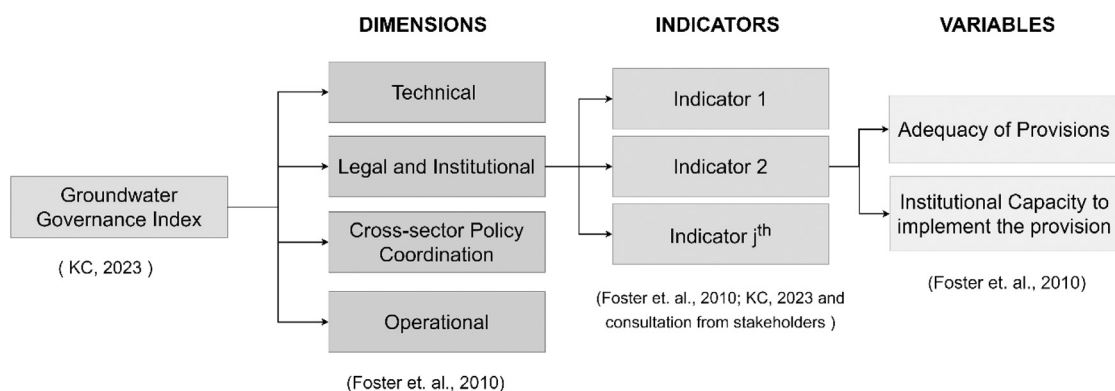 DIMENSIONS
INDICATORS
VARIABLES
Groundwater
Governance Index
( KC, 2023 )
Technical
Legal and Institutional
Cross-sector Policy
Coordination
Operational
(Foster et. al., 2010)
Indicator 1
Indicator 2
Indicator jth
(Foster et. al., 2010; KC, 2023 and
consultation from stakeholders )
Adequacy of Provisions
Institutional Capacity to
implement the provision
(Foster et. al., 2010)